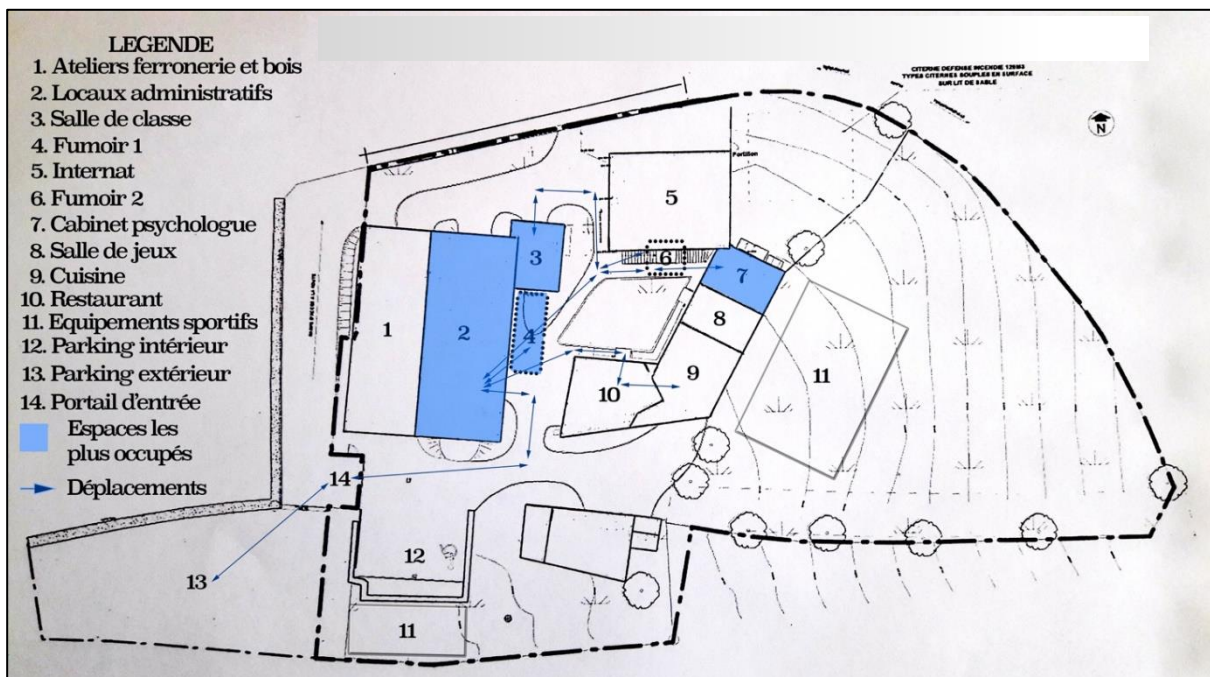 LEGENDE
1. Ateliers ferronerie et bois
2. Locaux administratifs
3. Salle de classe
4. Fumoir 1
5. Internat
6. Fumoir 2
7. Cabinet psychologue
8. Salle de jeux
9. Cuisine
10. Restaurant
11. Equipements sportifs
12. Parking intérieur
13. Parking extérieur
14. Portail d'entrée
Espaces les
plus occupés
Déplacements
CITERNE DEFENSE INCENDIE 120M3
TYPES CITERNES SOUPLES EN SURFACE
SUR LIT DE SABLE
N
Portillon
5
3
6
7
1
2
4
8
10
9
11
14
12
13
11